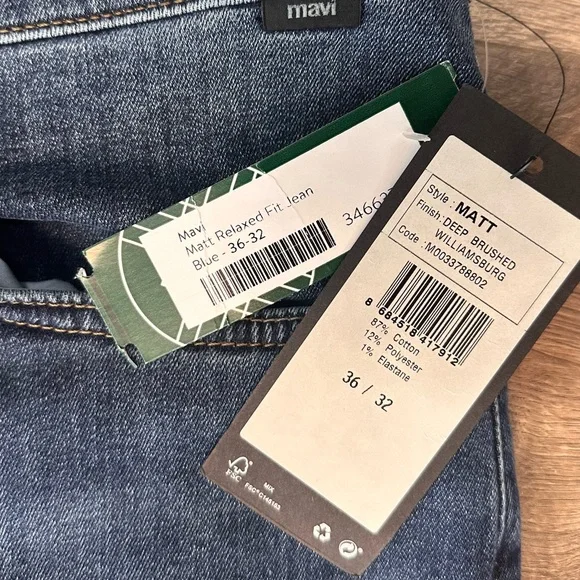 mavi
Mavi
Matt Relaxed Fit Jean
Blue - 36-32
Style : MATT
Finish: DEEP BRUSHED
WILLIAMSBURG
Code : M0033788802
8 684518 417912
87% Cotton
12% Polyester
1% Elastane
36 / 32
FSC
MIX